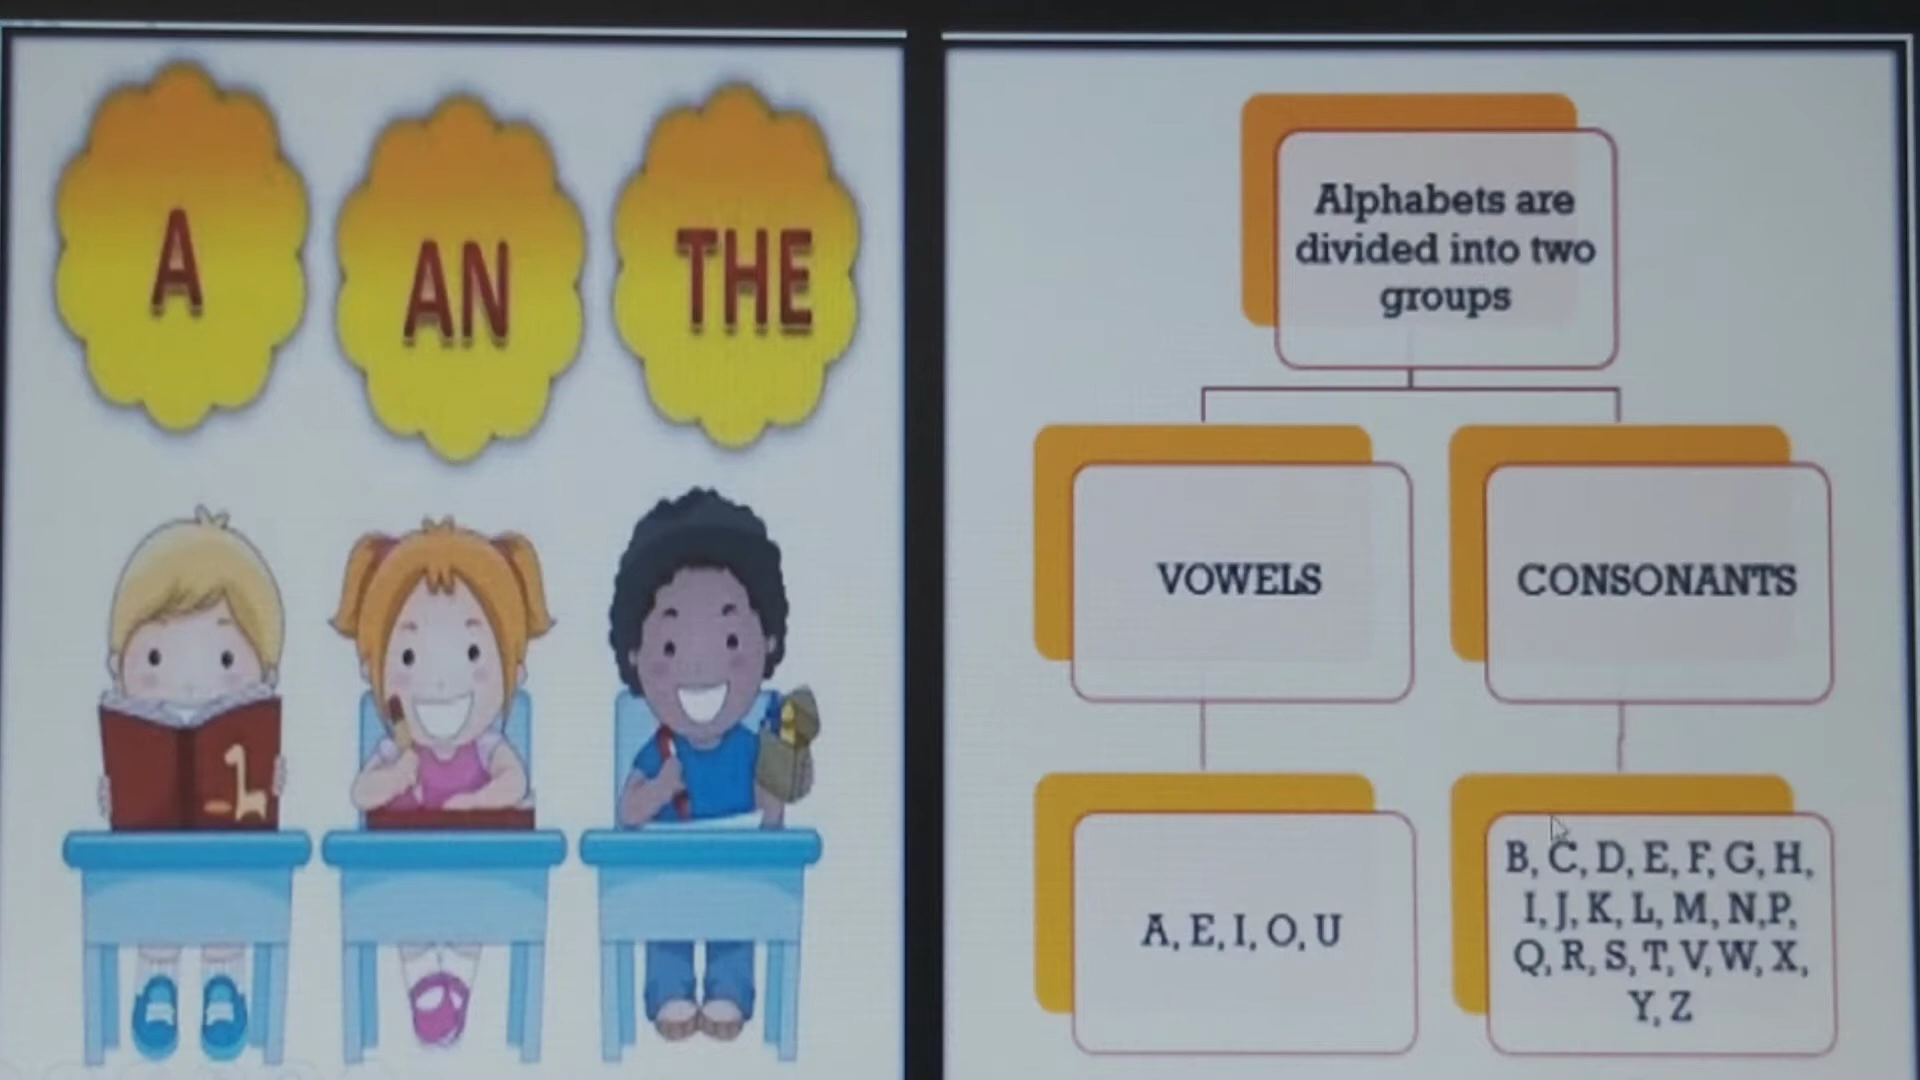 A
AN
THE
Alphabets are
divided into two
groups
VOWELS
CONSONANTS
A, E, I, O, U
B, C, D, E, F, G, H,
I, J, K, L, M, N,P,
Q, R, S, T, V, W, X,
Y, Z